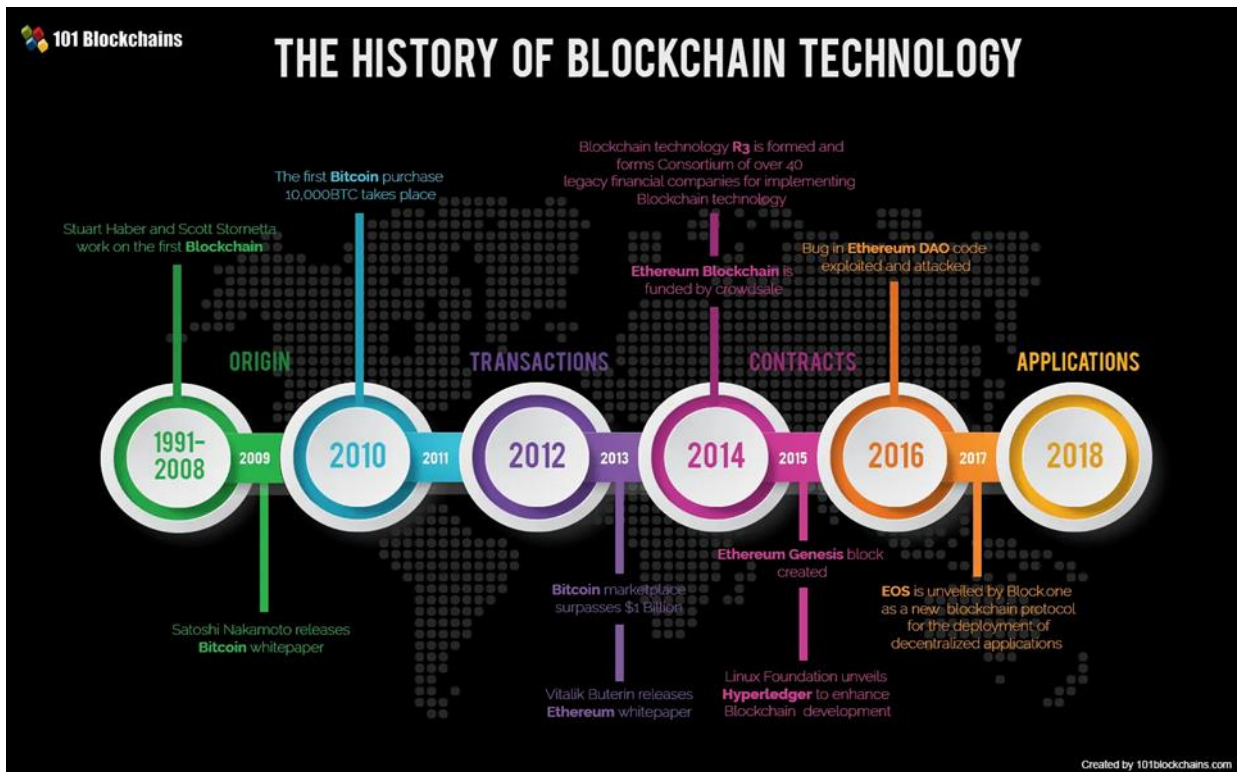 101 Blockchains
THE HISTORY OF BLOCKCHAIN TECHNOLOGY
Stuart Haber and Scott Stornetta
work on the first Blockchain
The first Bitcoin purchase
10,000BTC takes place
Blockchain technology R3 is formed and
forms Consortium of over 40
legacy financial companies for implementing
Blockchain technology
Ethereum Blockchain is
funded by crowdsale
Bug in Ethereum DAO code
exploited and attacked
ORIGIN
TRANSACTIONS
CONTRACTS
APPLICATIONS
1991-
2008
2009
2010
2011
2012
2013
2014
2015
2016
2017
2018
Satoshi Nakamoto releases
Bitcoin whitepaper
Bitcoin marketplace
surpasses $1 Billion
Vitalik Buterin releases
Ethereum whitepaper
Ethereum Genesis block
created
Linux Foundation unveils
Hyperledger to enhance
Blockchain development
EOS is unveiled by Block.one
as a new blockchain protocol
for the deployment of
decentralized applications
Created by 101blockchains.com